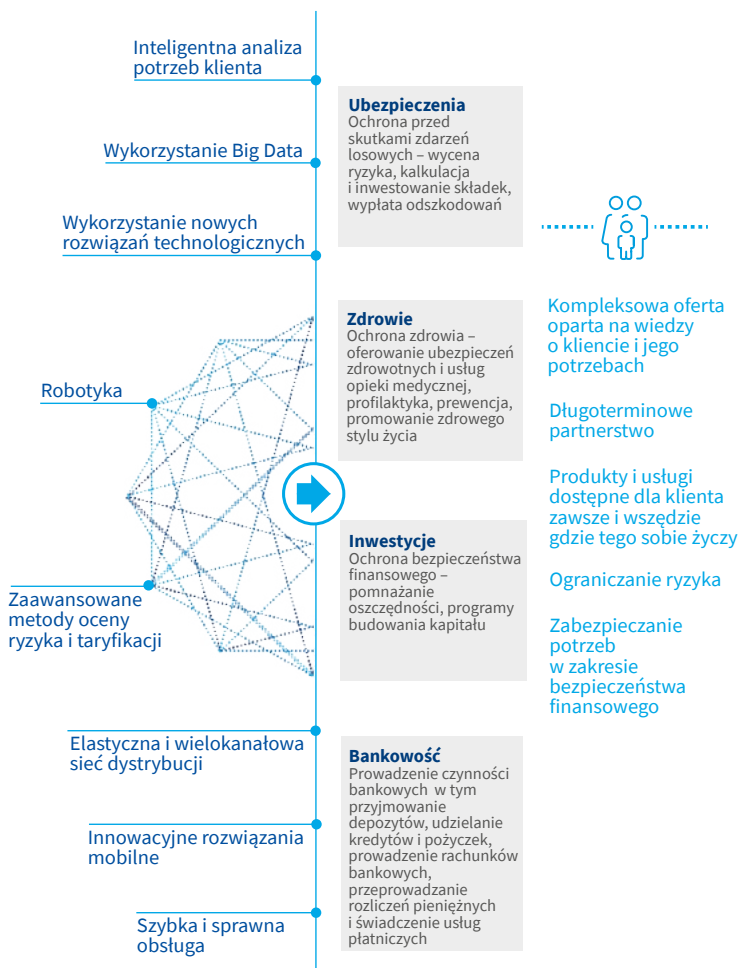 Inteligentna analiza
potrzeb klienta
Wykorzystanie Big Data
Wykorzystanie nowych
rozwiązań technologicznych
Robotyka
Zaawansowane
metody oceny
ryzyka i taryfikacji
Elastyczna i wielokanałowa
sieć dystrybucji
Innowacyjne rozwiązania
mobilne
Szybka i sprawna
obsługa
Ubezpieczenia
Ochrona przed
skutkami zdarzeń
losowych – wycena
ryzyka, kalkulacja
i inwestowanie składek,
wypłata odszkodowań
Zdrowie
Ochrona zdrowia –
oferowanie ubezpieczeń
zdrowotnych i usług
opieki medycznej,
profilaktyka, prewencja,
promowanie zdrowego
stylu życia
Inwestycje
Ochrona bezpieczeństwa
finansowego –
pomnażanie
oszczędności, programy
budowania kapitału
Bankowość
Prowadzenie czynności
bankowych w tym
przyjmowanie
depozytów, udzielanie
kredytów i pożyczek,
prowadzenie rachunków
bankowych,
przeprowadzanie
rozliczeń pieniężnych
i świadczenie usług
płatniczych
Kompleksowa oferta
oparta na wiedzy
o kliencie i jego
potrzebach
Długoterminowe
partnerstwo
Produkty i usługi
dostępne dla klienta
zawsze i wszędzie
gdzie tego sobie życzy
Ograniczanie ryzyka
Zabezpieczanie
potrzeb
w zakresie
bezpieczeństwa
finansowego